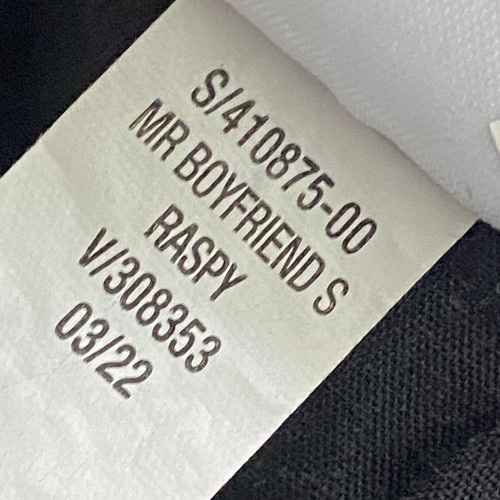 S/410875-00
MR BOYFRIEND S
RASPY
V/308353
03/22